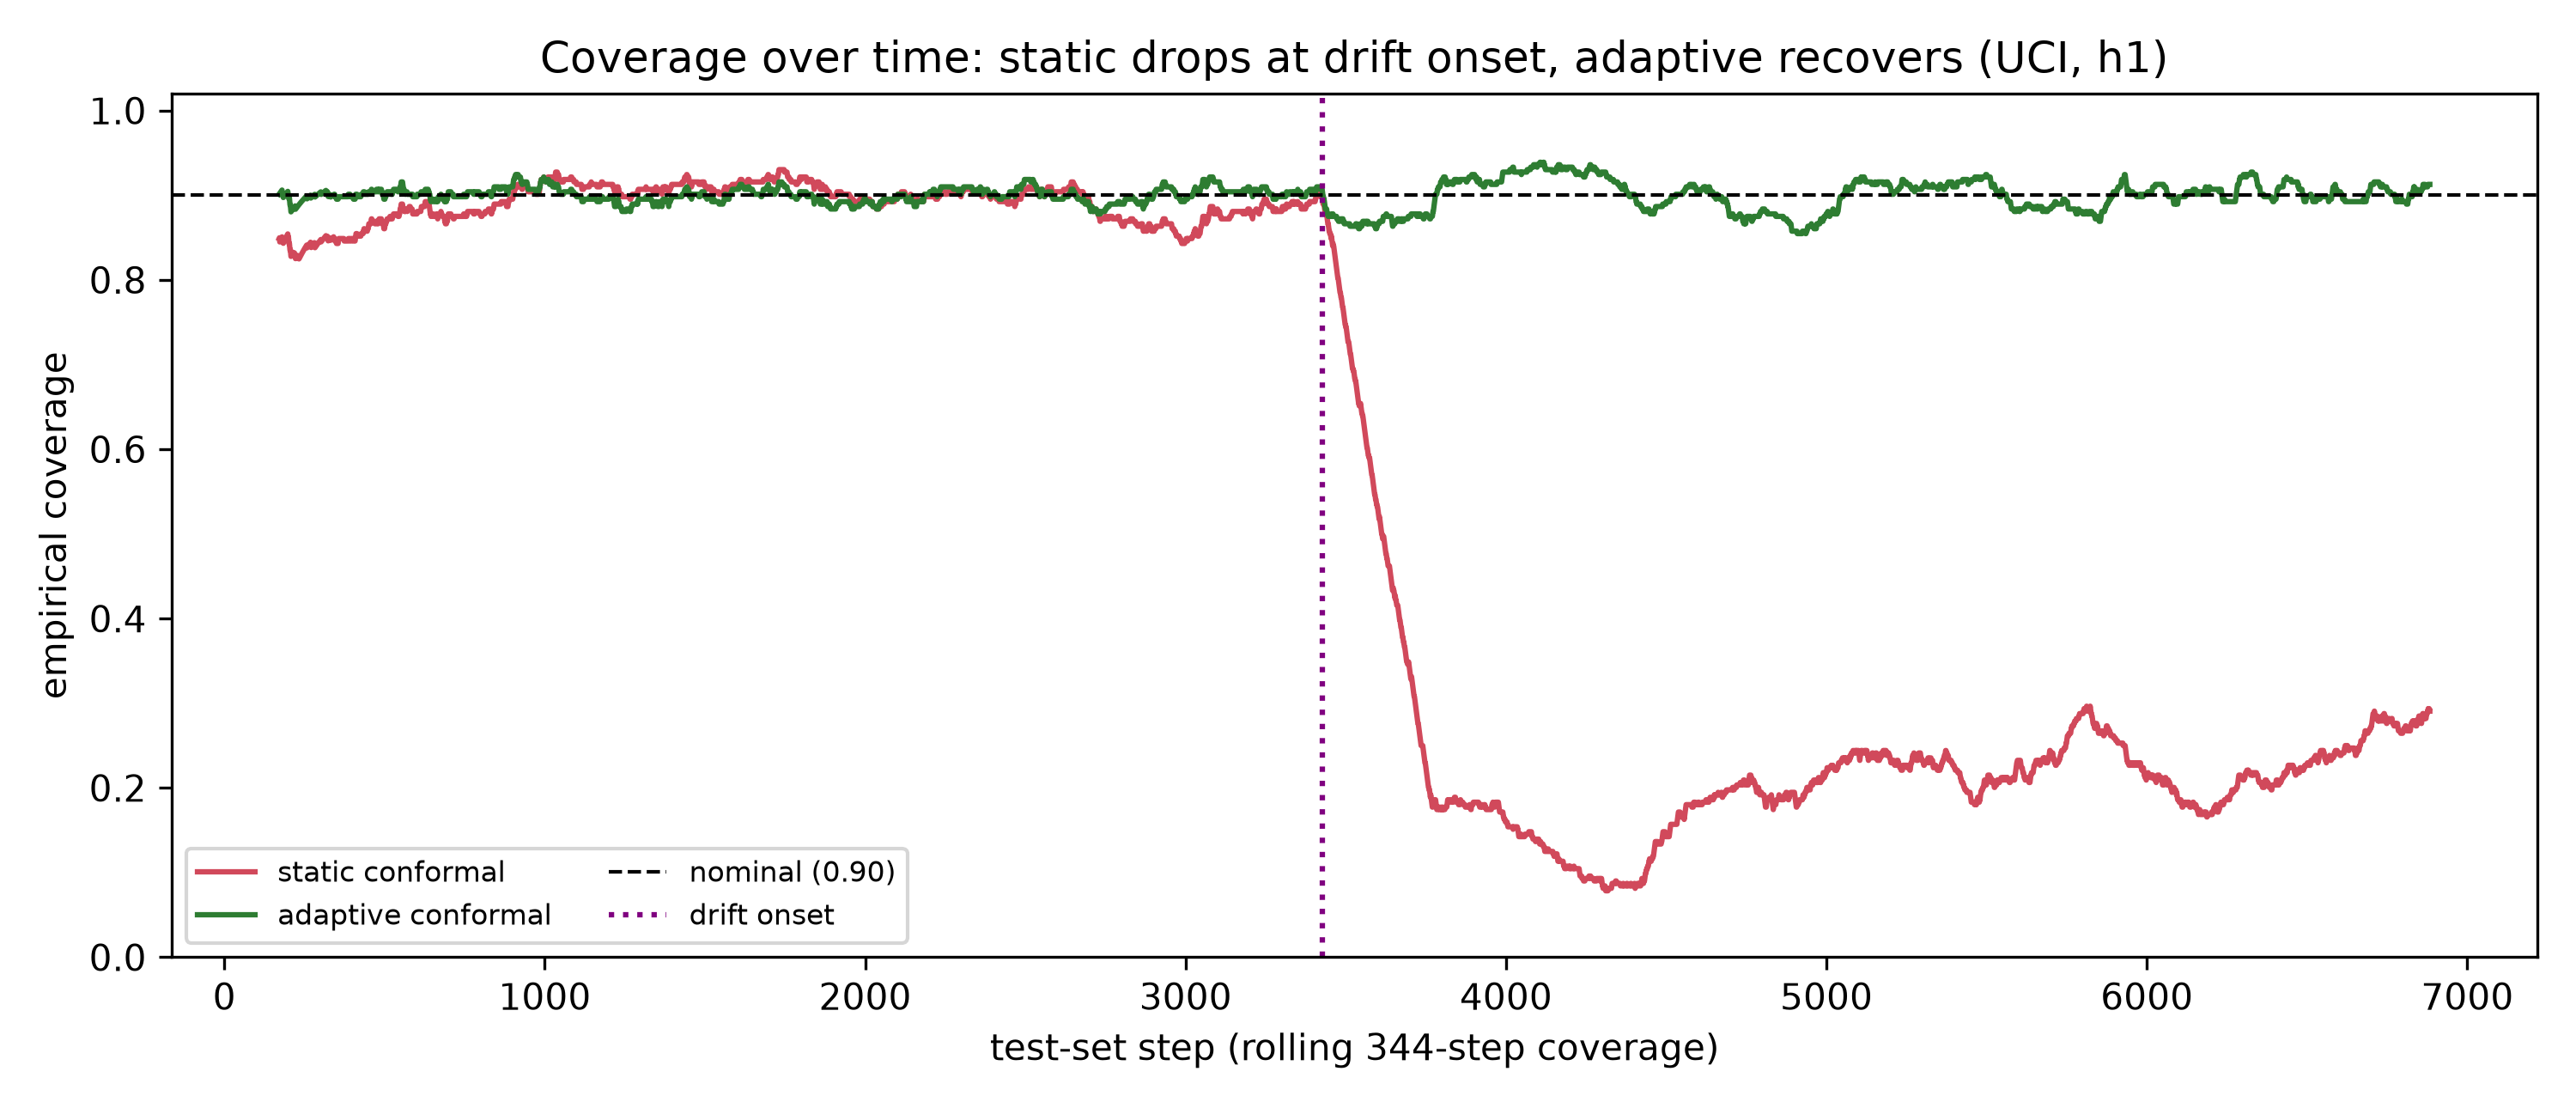 Coverage over time: static drops at drift onset, adaptive recovers (UCI, h1)
1.0
0.8
0.6
0.4
0.2
0.0
empirical coverage
static conformal
adaptive conformal
nominal (0.90)
drift onset
0 1000 2000 3000 4000 5000 6000 7000
test-set step (rolling 344-step coverage)